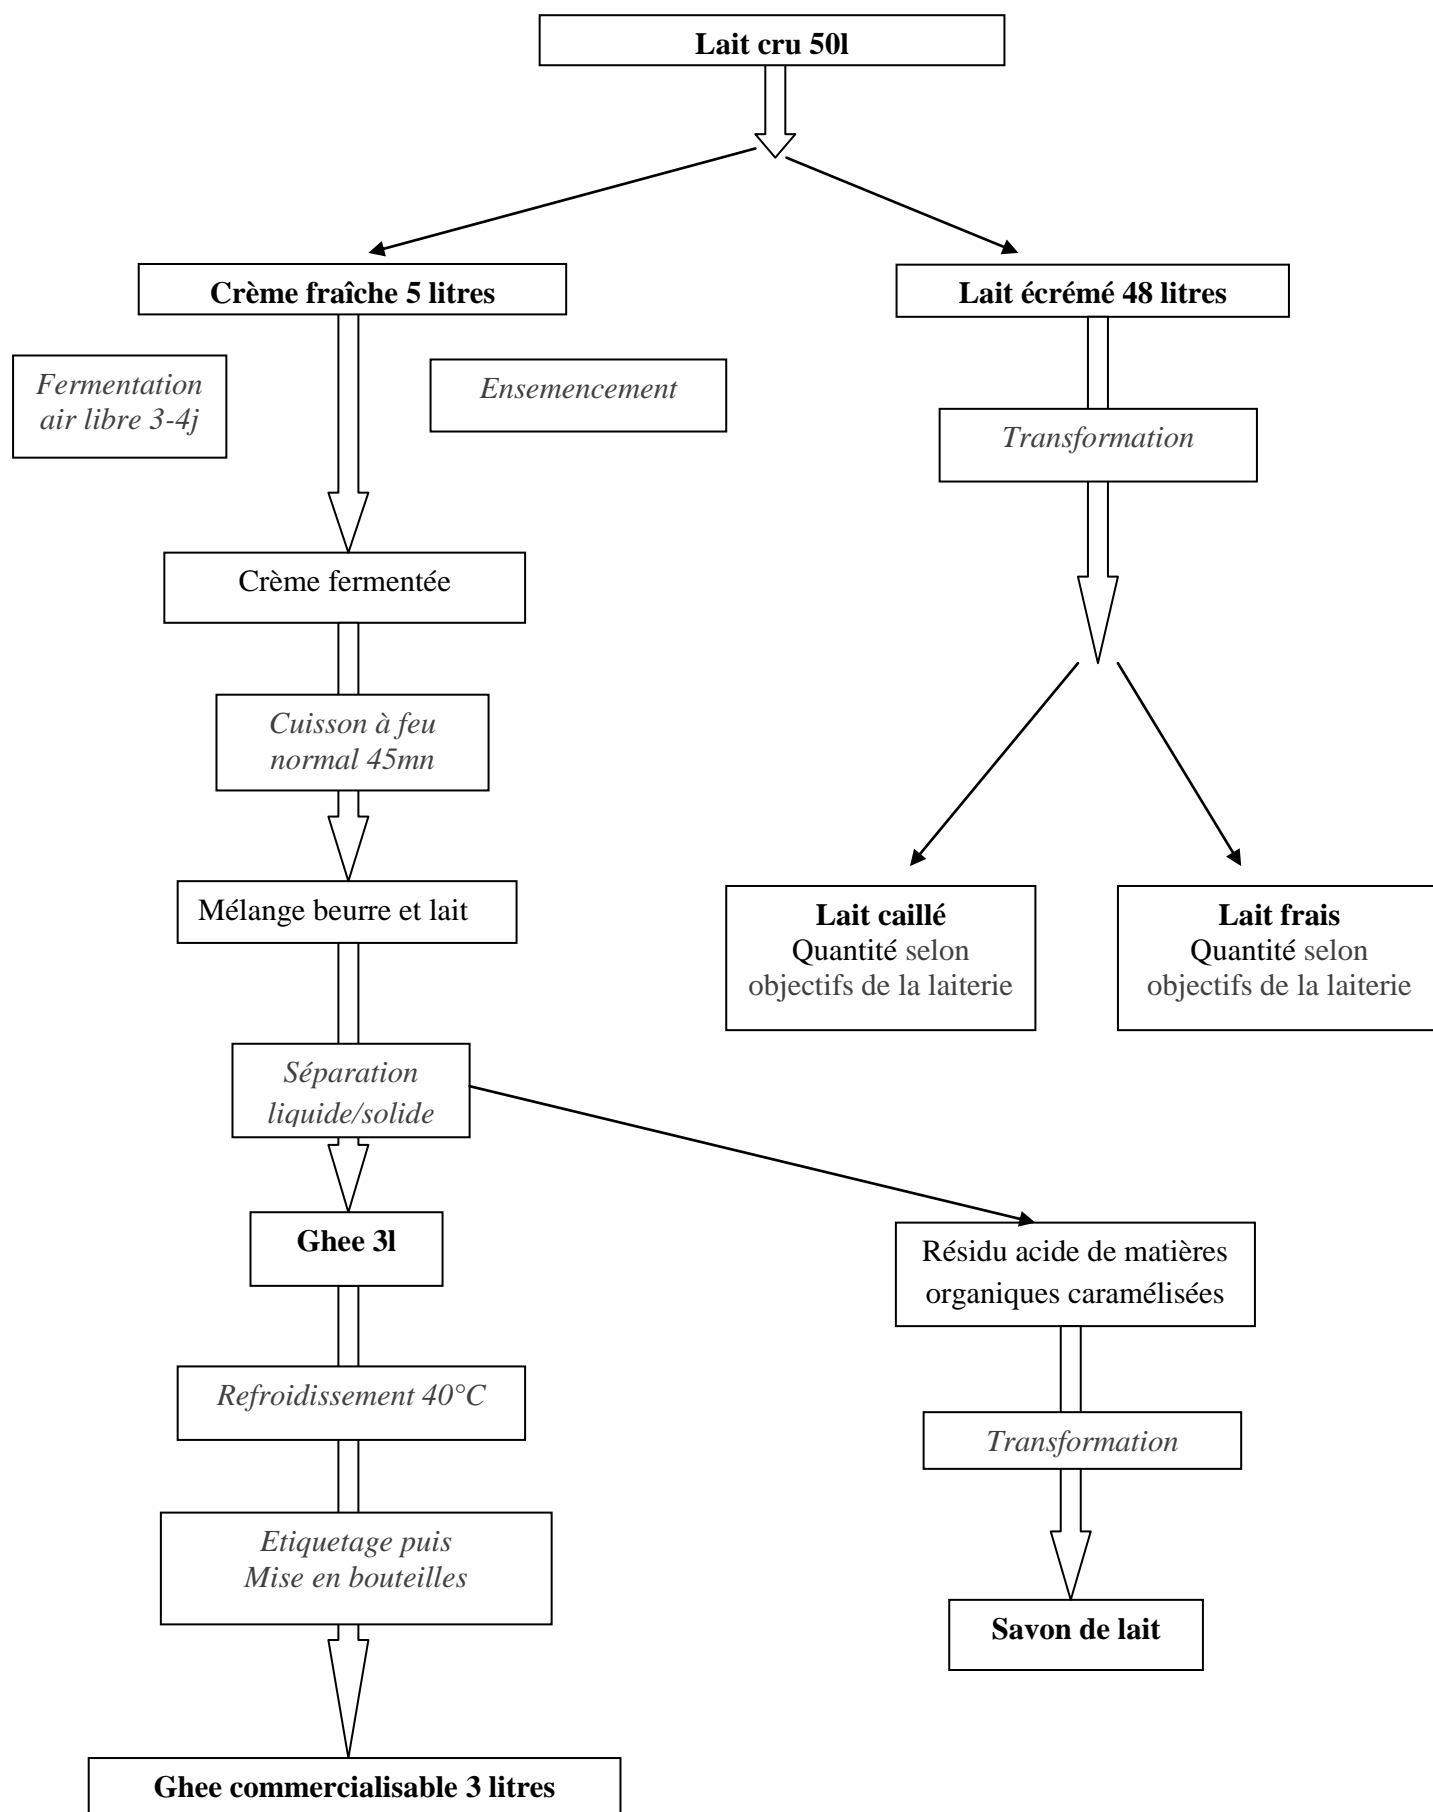 Lait cru 50l
Crème fraîche 5 litres
Lait écrémé 48 litres
Fermentation
air libre 3-4j
Ensemencement
Transformation
Crème fermentée
Cuisson à feu
normal 45mn
Mélange beurre et lait
Lait caillé
Quantité selon
objectifs de la laiterie
Lait frais
Quantité selon
objectifs de la laiterie
Séparation
liquide/solide
Ghee 3l
Résidu acide de matières
organiques caramélisées
Refroidissement 40°C
Transformation
Etiquetage puis
Mise en bouteilles
Savon de lait
Ghee commercialisable 3 litres